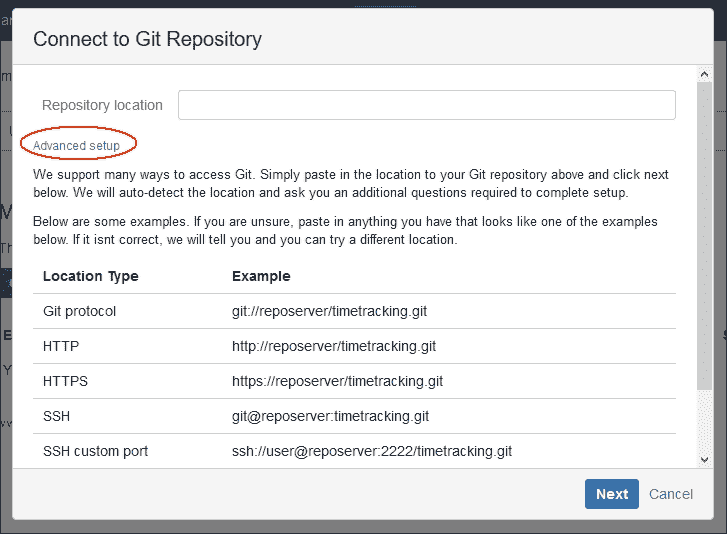 Connect to Git Repository
Repository location
Advanced setup
We support many ways to access Git. Simply paste in the location to your Git repository above and click next
below. We will auto-detect the location and ask you an additional questions required to complete setup.
Below are some examples. If you are unsure, paste in anything you have that looks like one of the examples
below. If it isnt correct, we will tell you and you can try a different location.
Location Type Example
Git protocol git://reposerver/timetracking.git
HTTP http://reposerver/timetracking.git
HTTPS https://reposerver/timetracking.git
SSH git@reposerver:timetracking.git
SSH custom port ssh://user@reposerver:2222/timetracking.git
Next Cancel